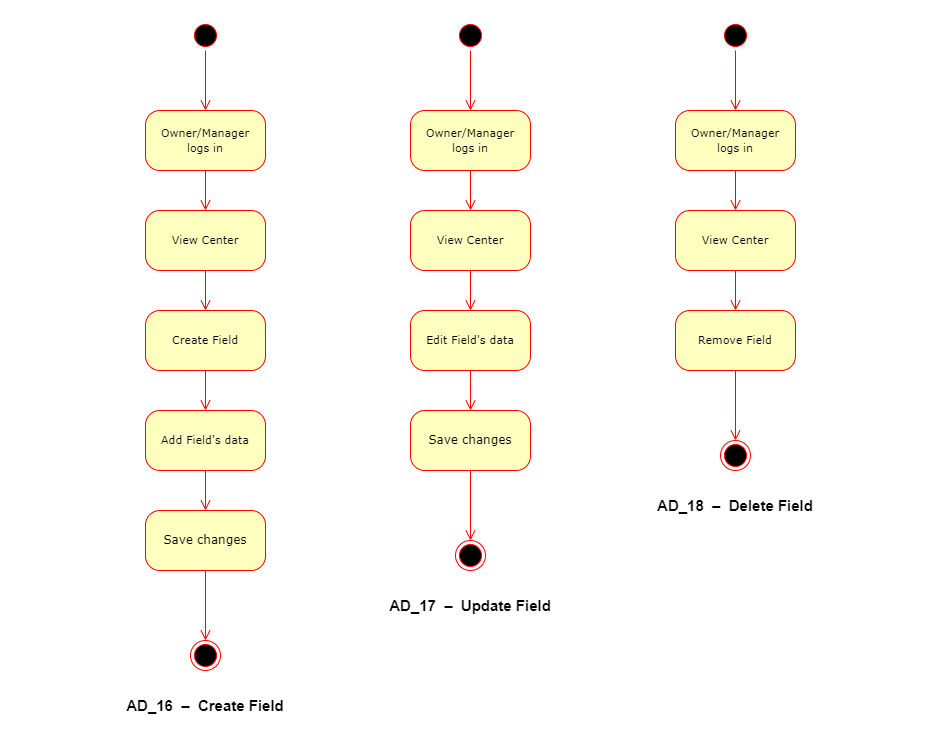 Owner/Manager
logs in
View Center
Create Field
Add Field's data
Save changes
AD_16 – Create Field
Owner/Manager
logs in
View Center
Edit Field's data
Save changes
AD_17 – Update Field
Owner/Manager
logs in
View Center
Remove Field
AD_18 – Delete Field